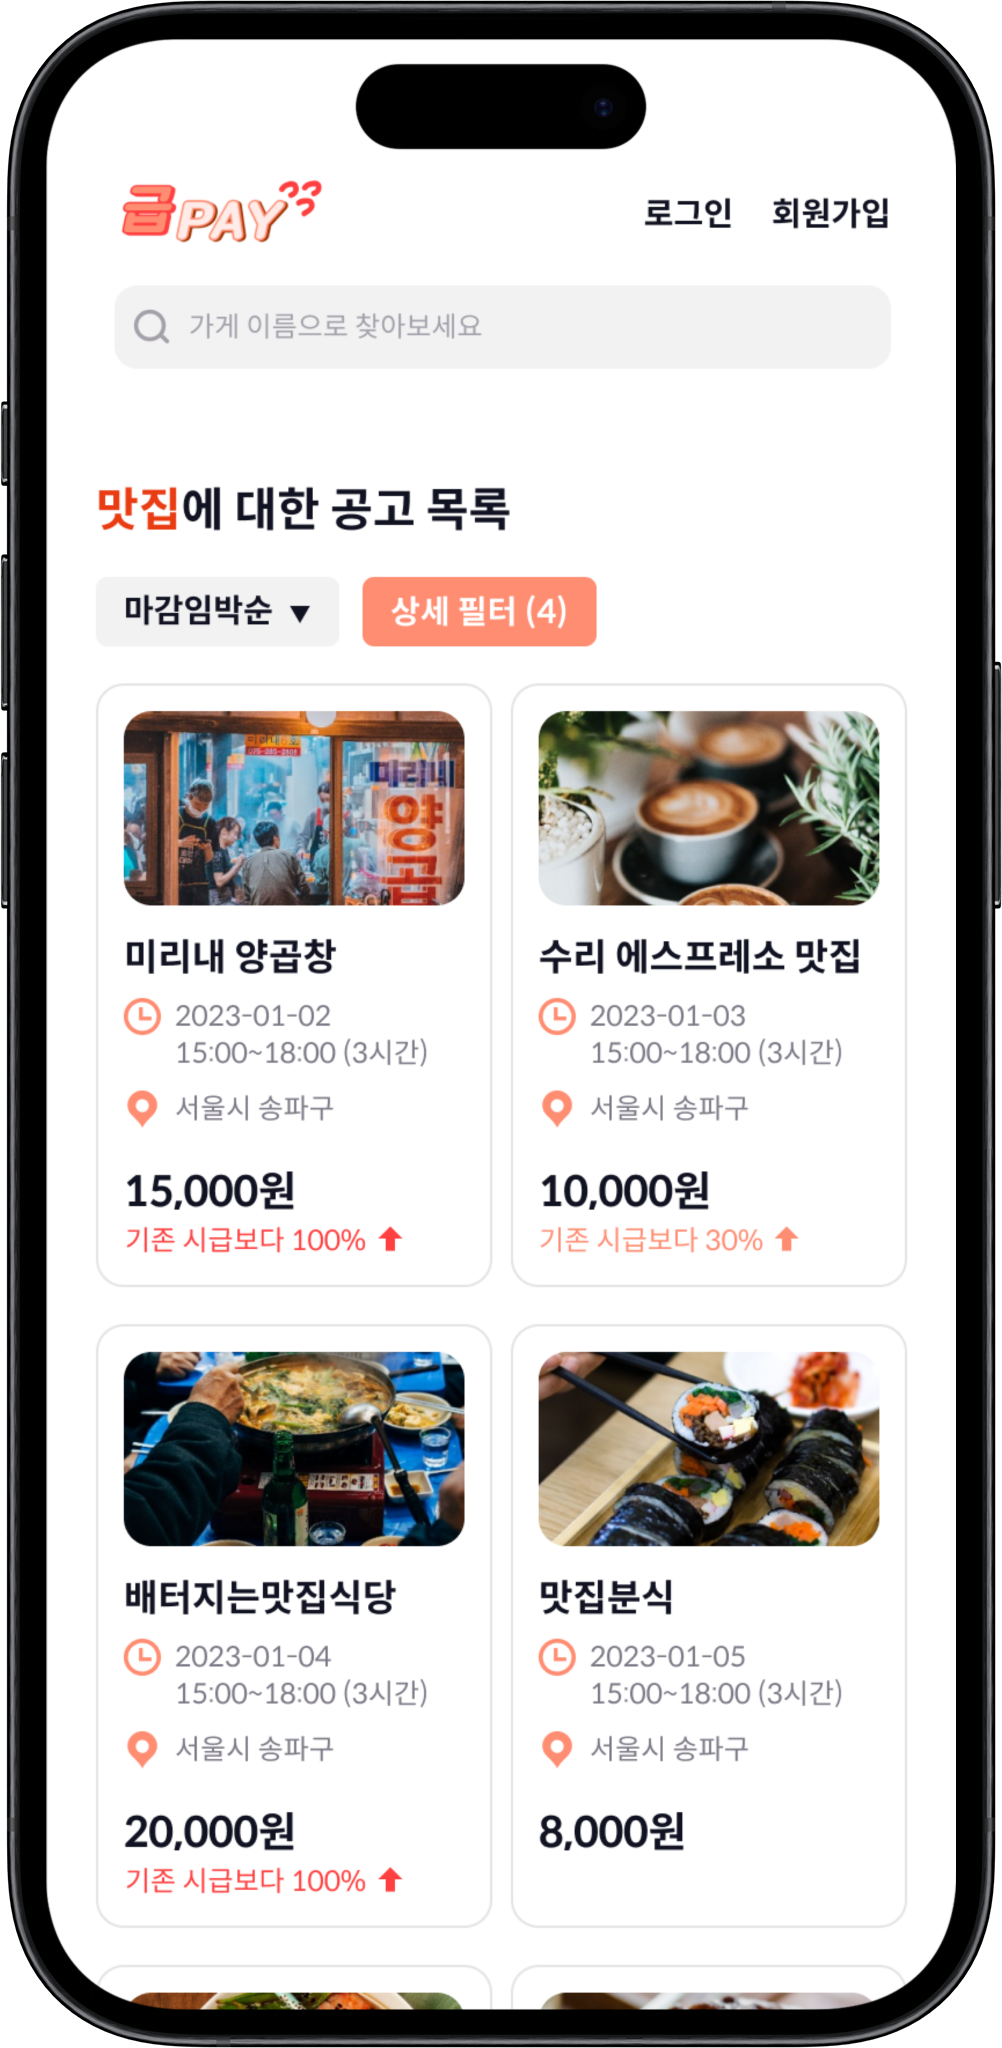 급PAY
로그인 회원가입
가게 이름으로 찾아보세요
맛집에 대한 공고 목록
마감임박순 ▼ 상세 필터 (4)
미리내
양곱
미리내 양곱창
2023-01-02
15:00~18:00 (3시간)
서울시 송파구
15,000원
기존 시급보다 100%
수리 에스프레소 맛집
2023-01-03
15:00~18:00 (3시간)
서울시 송파구
10,000원
기존 시급보다 30%
배터지는맛집식당
2023-01-04
15:00~18:00 (3시간)
서울시 송파구
20,000원
기존 시급보다 100%
맛집분식
2023-01-05
15:00~18:00 (3시간)
서울시 송파구
8,000원